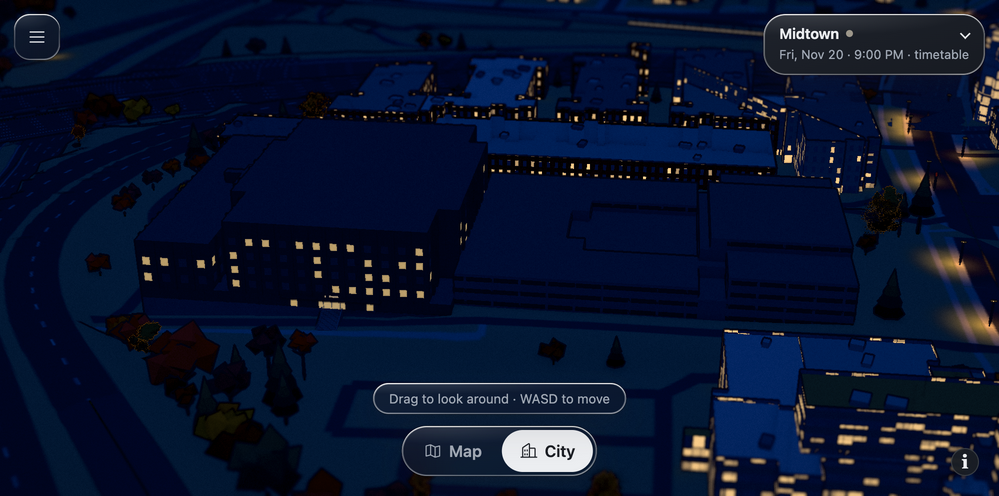 Midtown
Fri, Nov 20 · 9:00 PM · timetable
Drag to look around · WASD to move
Map
City